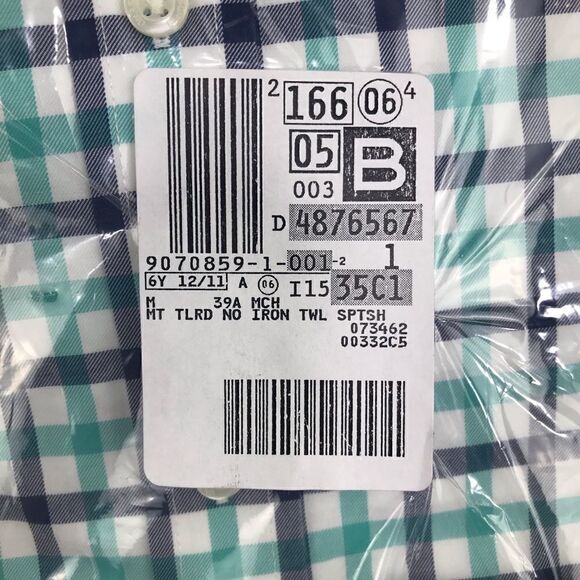 2 166 06 4
05 B
003
D 4876567
9070859-1-001-2 1
6Y 12/11 A 06 I15 35C1
M 39A MCH
MT TLRD NO IRON TWL SPTSH
073462
00332C5